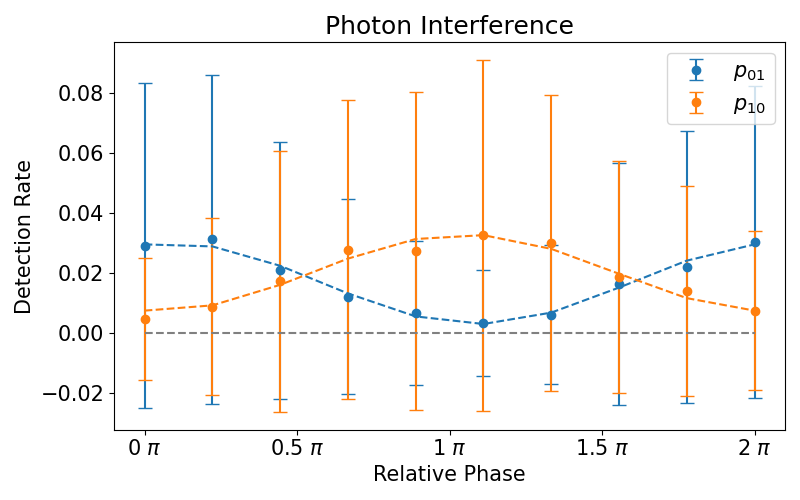 Photon Interference
p₀₁
p₁₀
Detection Rate
0.08
0.06
0.04
0.02
0.00
−0.02
0 π
0.5 π
1 π
1.5 π
2 π
Relative Phase